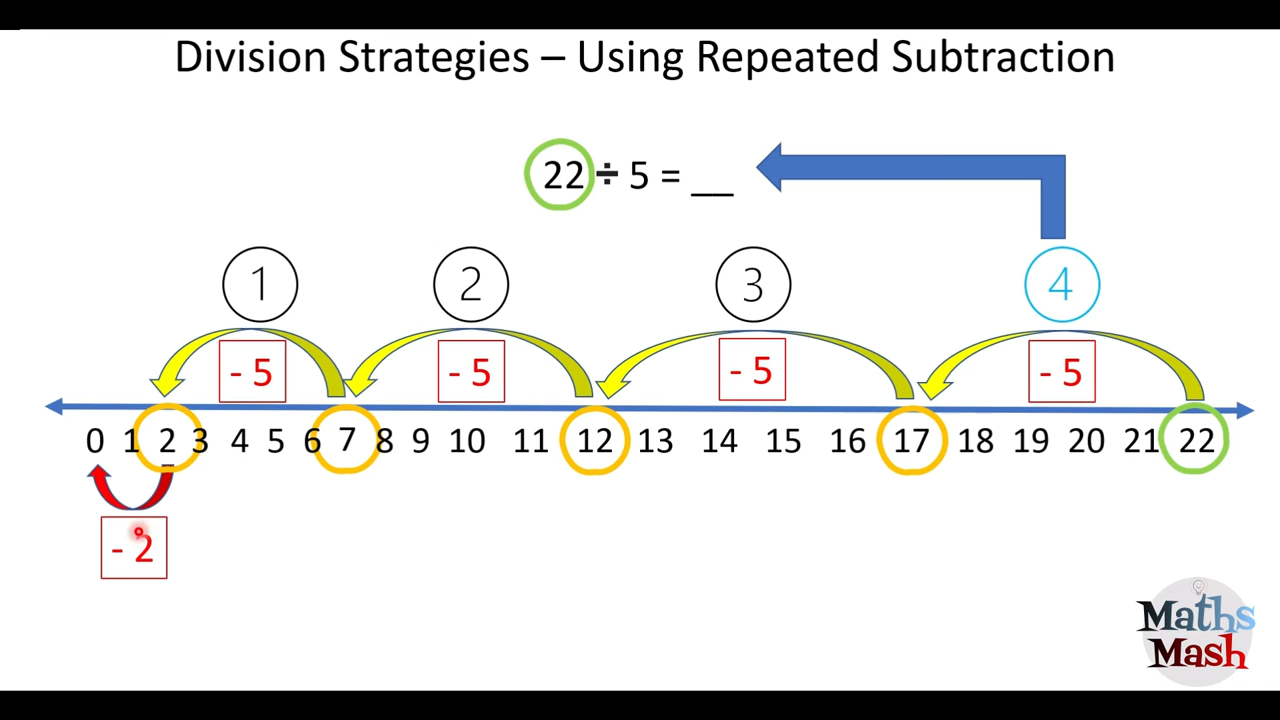 Division Strategies – Using Repeated Subtraction
22 ÷ 5 = __
1 2 3 4
- 5 - 5 - 5 - 5
0 1 2 3 4 5 6 7 8 9 10 11 12 13 14 15 16 17 18 19 20 21 22
- 2
Maths
Mash